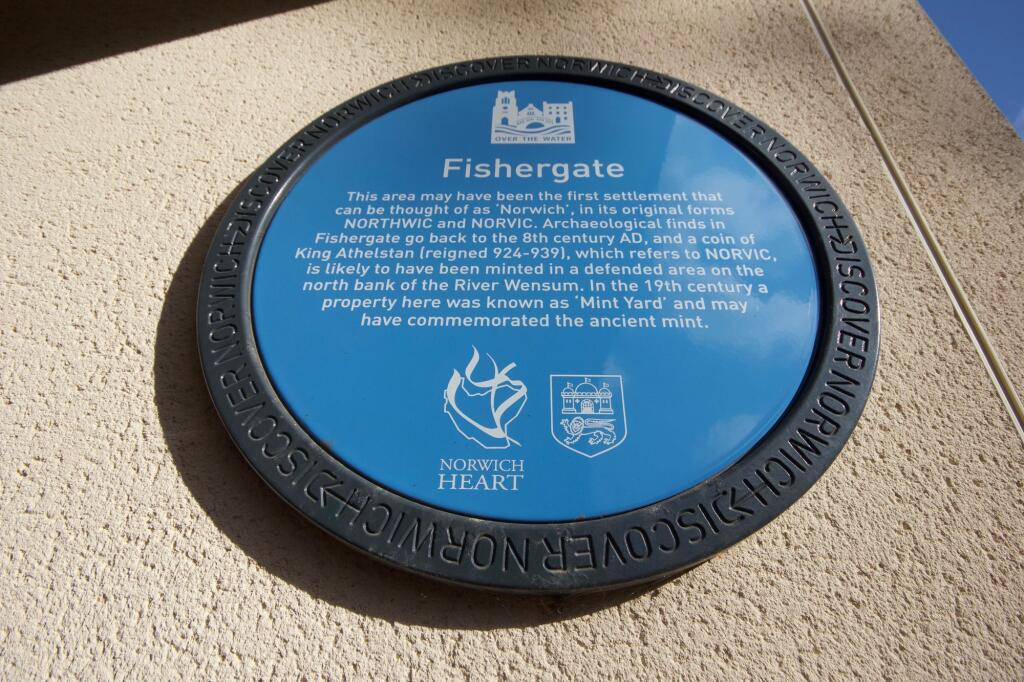 OVER THE WATER
Fishergate
This area may have been the first settlement that
can be thought of as 'Norwich', in its original forms
NORTHWIC and NORVIC. Archaeological finds in
Fishergate go back to the 8th century AD, and a coin of
King Athelstan (reigned 924-939), which refers to NORVIC,
is likely to have been minted in a defended area on the
north bank of the River Wensum. In the 19th century a
property here was known as 'Mint Yard' and may
have commemorated the ancient mint.
NORWICH
HEART
DISCOVER NORWICH DISCOVER NORWICH DISCOVER NORWICH DISCOVER NORWICH DISCOVER NORWICH DISCOVER NORWICH